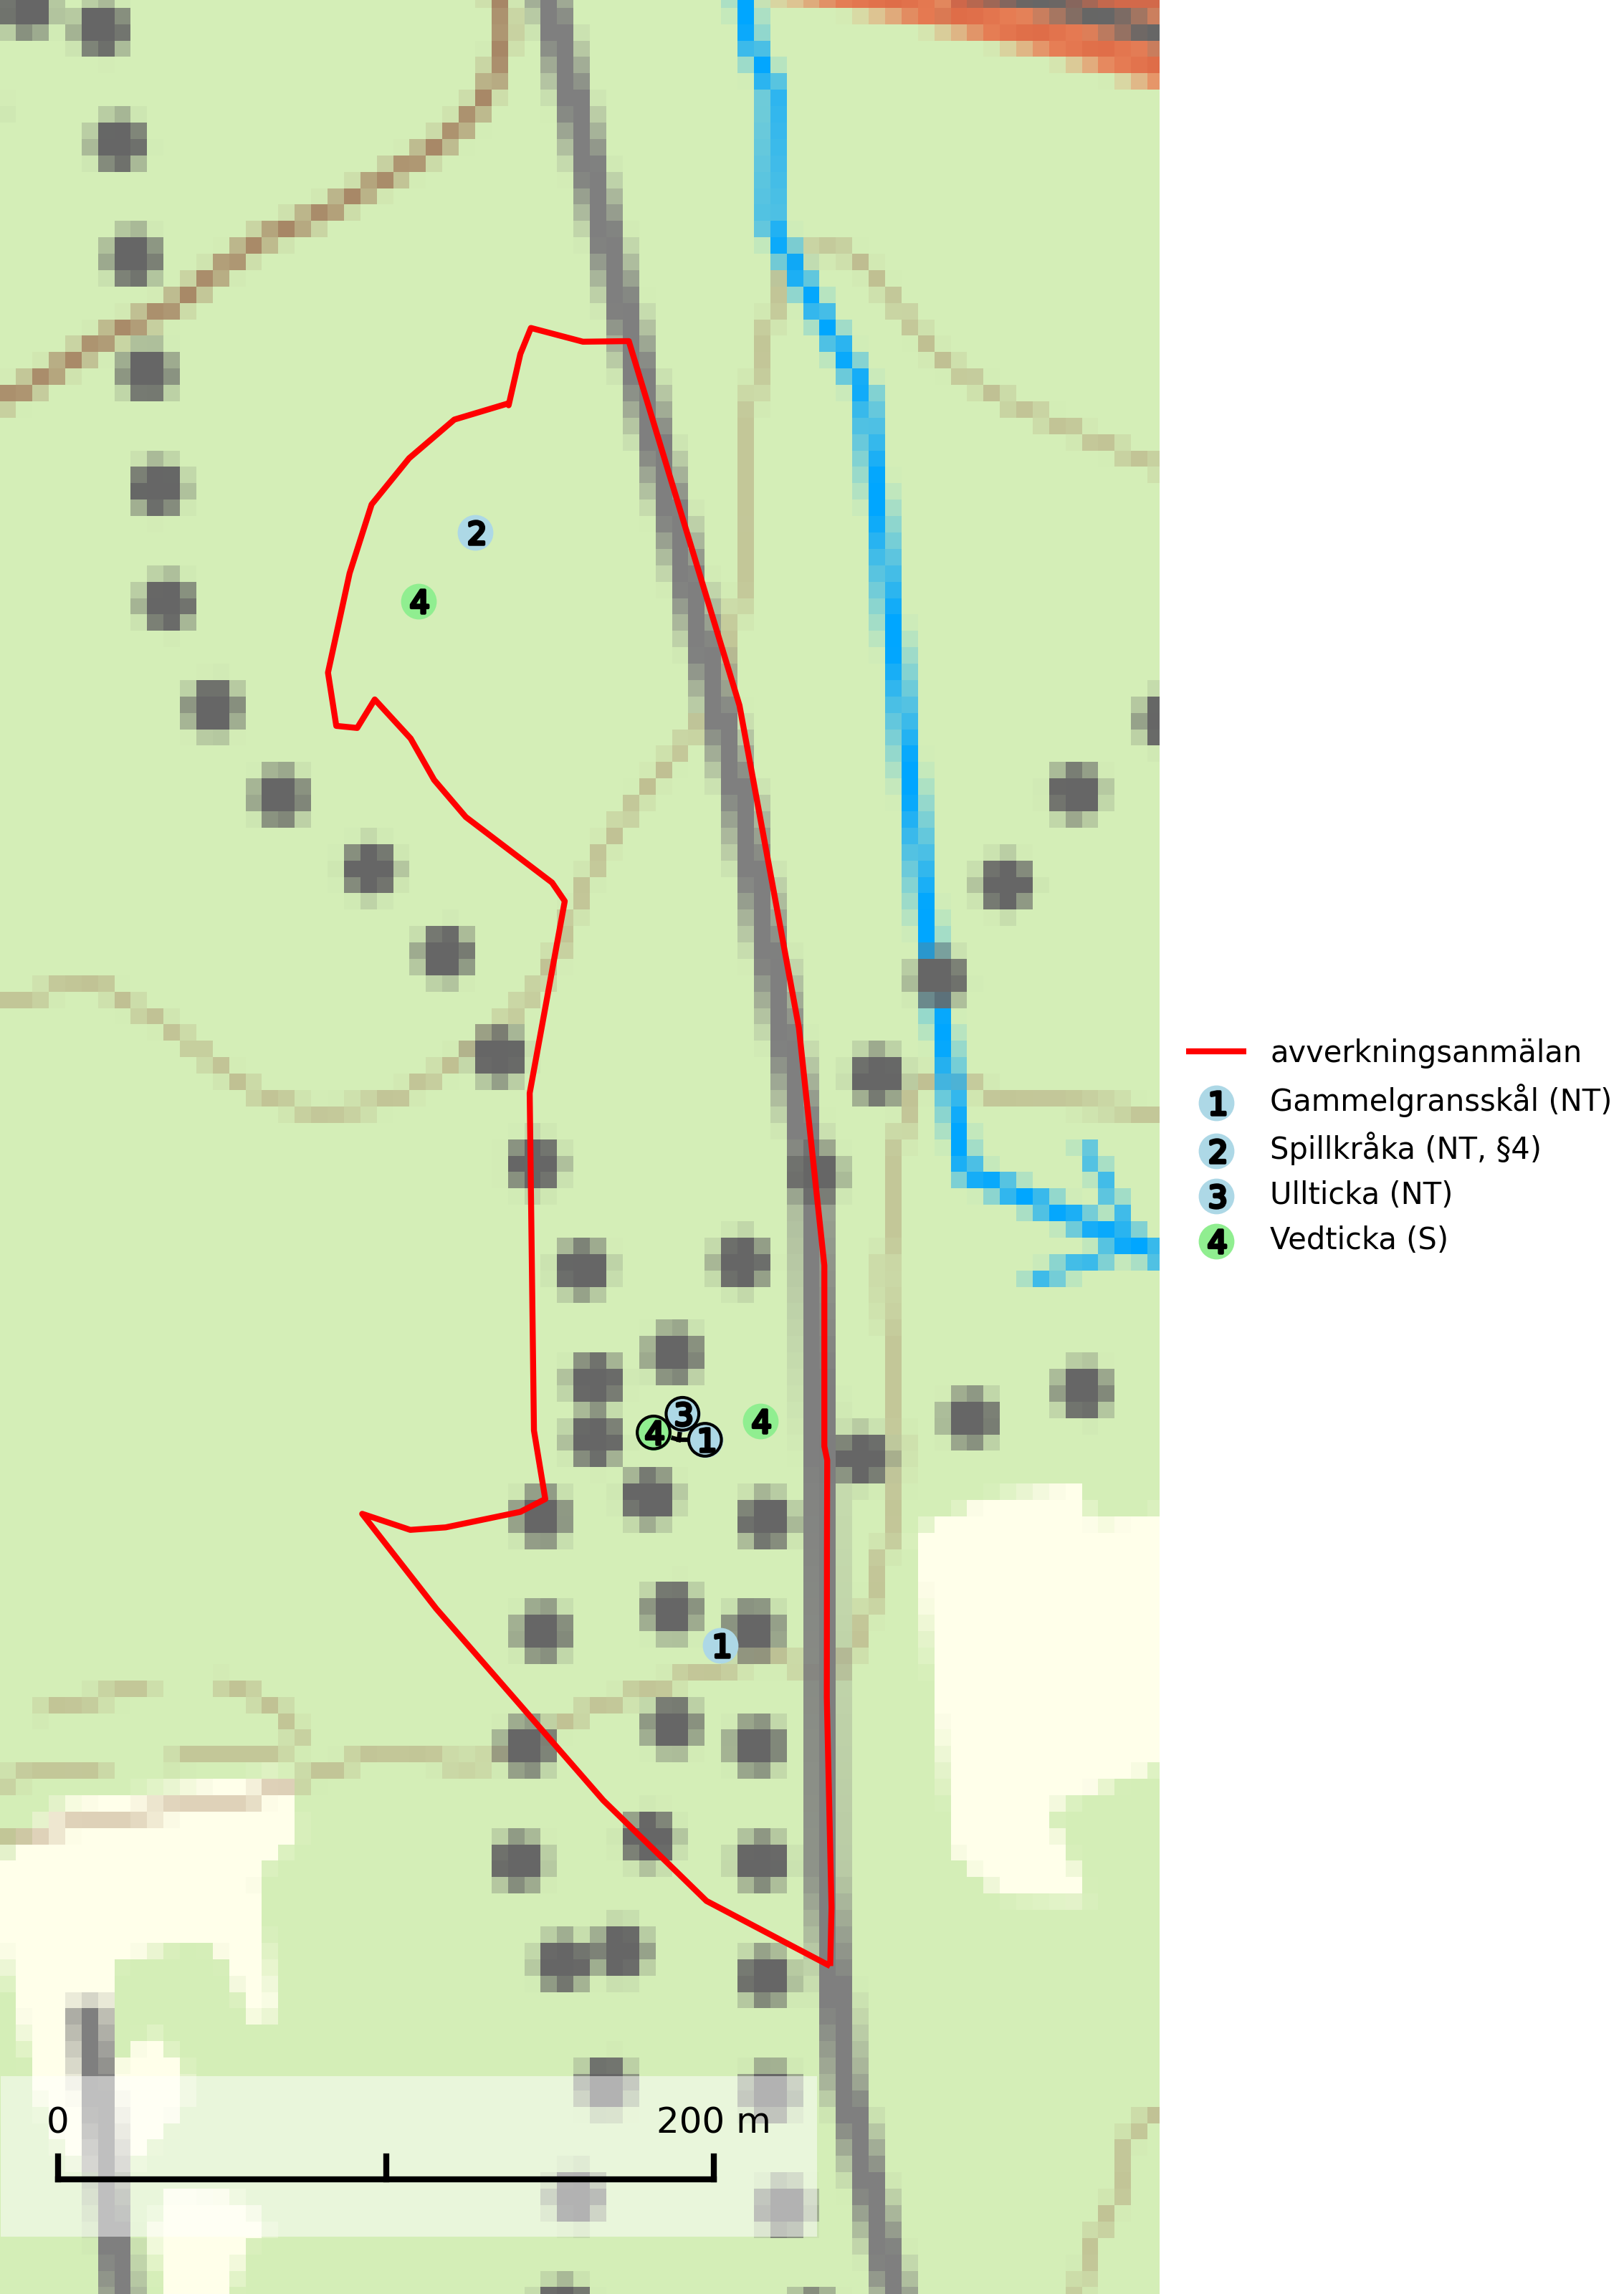 2
4
avverkningsanmälan
1 Gammelgransskål (NT)
2 Spillkråka (NT, §4)
3 Ullticka (NT)
4 Vedticka (S)
3
4 1
4
1
0 200 m